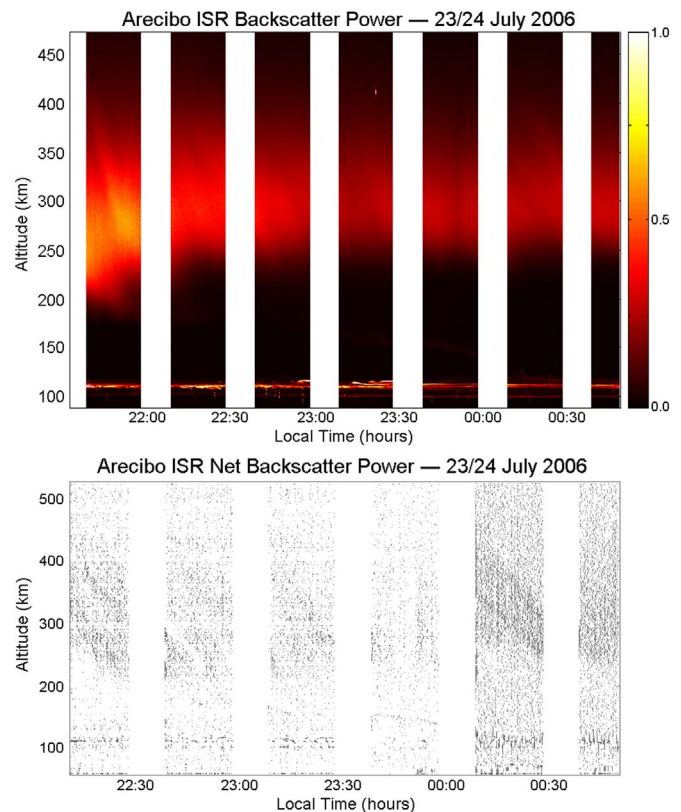 Arecibo ISR Backscatter Power — 23/24 July 2006
450
400
350
300
250
200
150
100
Altitude (km)
1.0
0.5
0.0
22:00 22:30 23:00 23:30 00:00 00:30
Local Time (hours)
Arecibo ISR Net Backscatter Power — 23/24 July 2006
500
400
300
200
100
Altitude (km)
22:30 23:00 23:30 00:00 00:30
Local Time (hours)